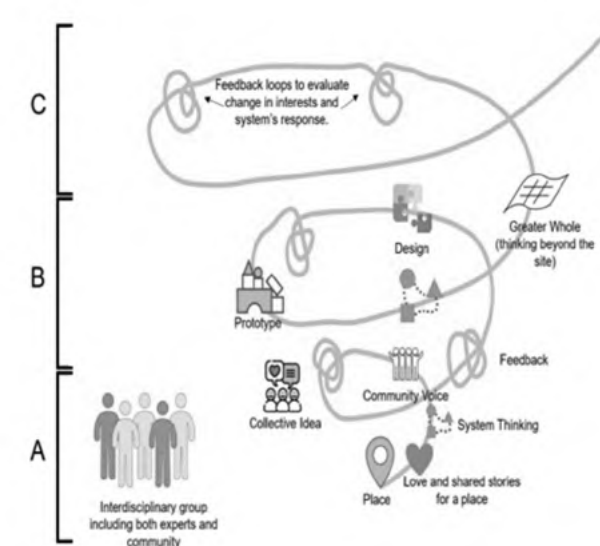 C
Feedback loops to evaluate
change in interests and
system's response.
B
Design
Greater Whole
(thinking beyond the
site)
Prototype
Feedback
Community Voice
Collective Idea
A
System Thinking
Love and shared stories
for a place
Place
Interdisciplinary group
including both experts and
community